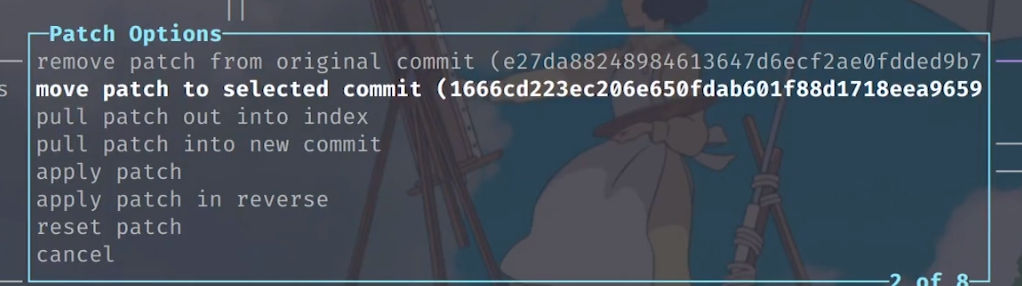 Patch Options
remove patch from original commit (e27da88248984613647d6ecf2ae0fdded9b7
s move patch to selected commit (1666cd223ec206e650fdab601f88d1718eea9659
pull patch out into index
pull patch into new commit
apply patch
apply patch in reverse
reset patch
cancel
2 of 8